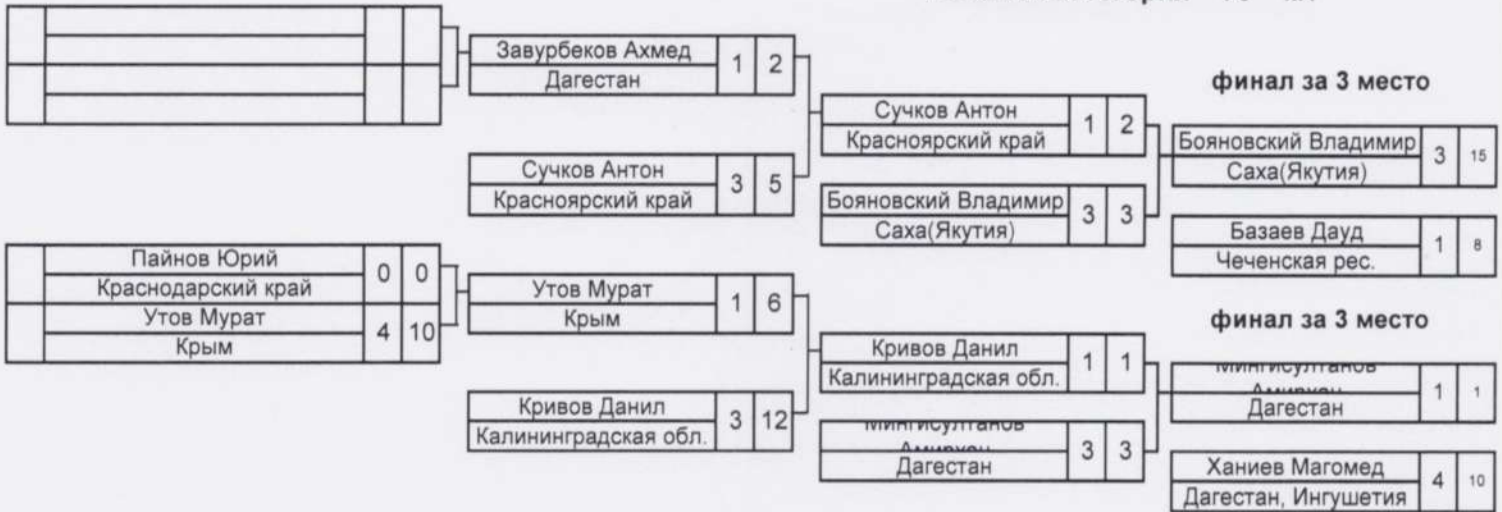 финал за 3 место
Завурбеков Ахмед 1 2
Дагестан
Сучков Антон 3 5
Красноярский край
Сучков Антон 1 2
Красноярский край
Бояновский Владимир 3 3
Саха(Якутия)
Бояновский Владимир 3 15
Саха(Якутия)
Базаев Дауд 1 8
Чеченская рес.
Пайнов Юрий 0 0
Краснодарский край
Утов Мурат 4 10
Крым
Утов Мурат 1 6
Крым
Кривов Данил 3 12
Калининградская обл.
финал за 3 место
Кривов Данил 1 1
Калининградская обл.
Мингисултанов
3 3
Дагестан
Мингисултанов
1 1
Дагестан
Ханиев Магомед 4 10
Дагестан, Ингушетия